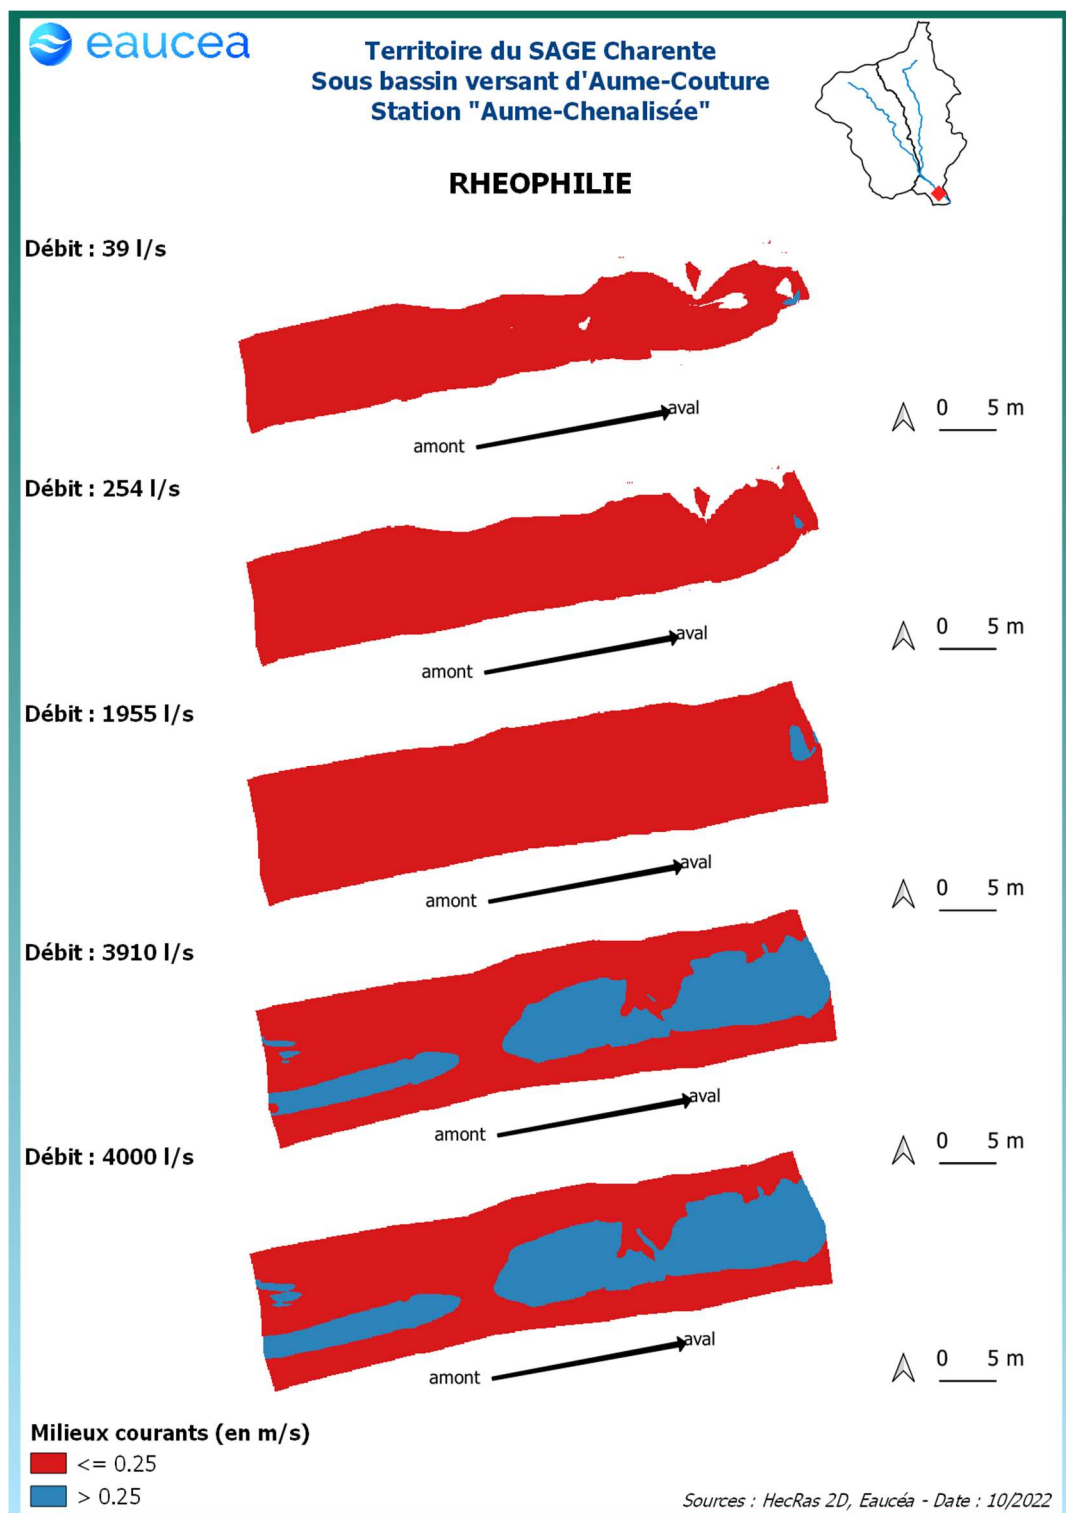 eaucea
Territoire du SAGE Charente
Sous bassin versant d'Aume-Couture
Station "Aume-Chenalisée"
RHEOPHILIE
Débit : 39 l/s
amont
aval
0 5 m
Débit : 254 l/s
amont
aval
0 5 m
Débit : 1955 l/s
amont
aval
0 5 m
Débit : 3910 l/s
amont
aval
0 5 m
Débit : 4000 l/s
amont
aval
0 5 m
Milieux courants (en m/s)
<= 0.25
> 0.25
Sources : HecRas 2D, Eaucéa - Date : 10/2022